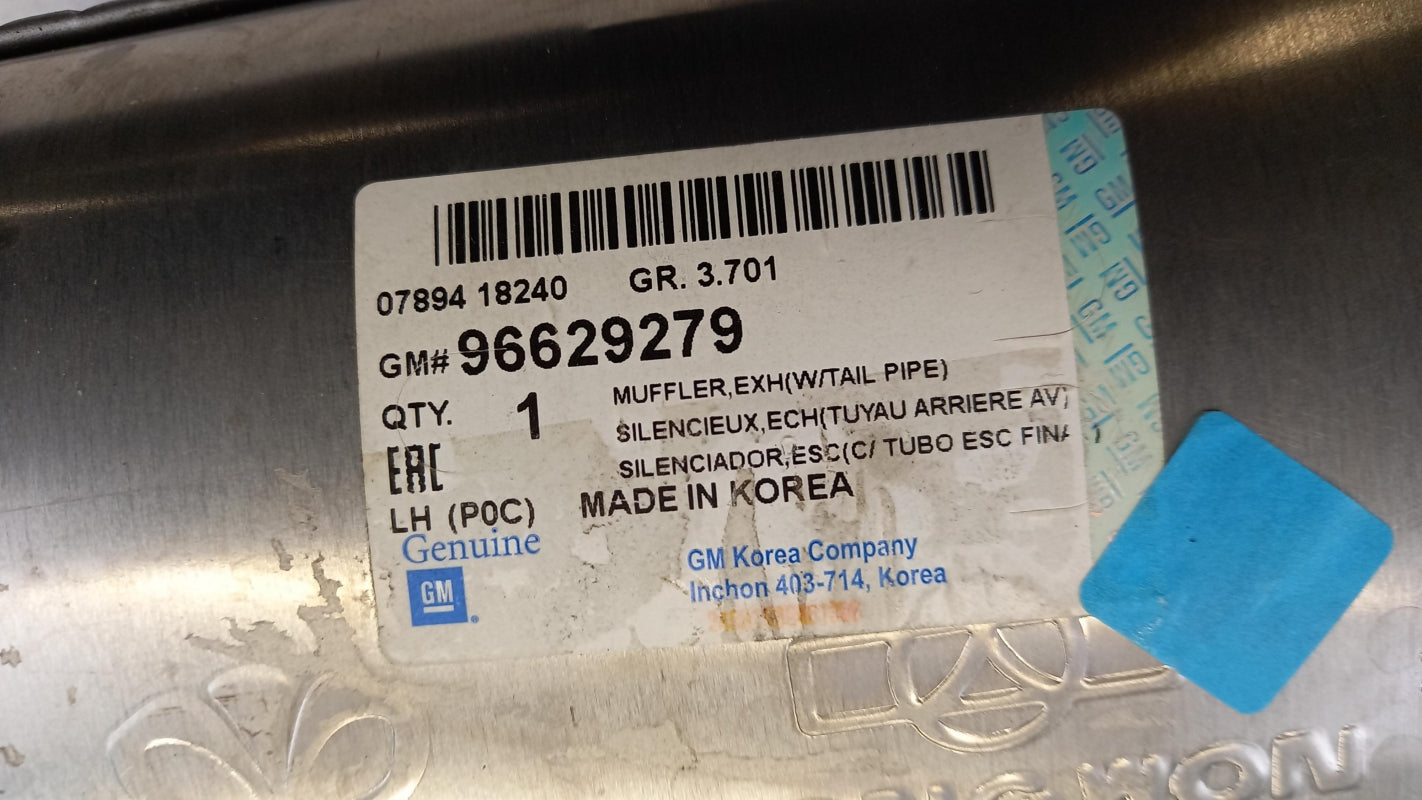 07894 18240 GR. 3.701
GM# 96629279
QTY. 1 MUFFLER,EXH(W/TAIL PIPE)
SILENCIEUX,ECH(TUYAU ARRIERE AV)
EAC SILENCIADOR,ESC(C/ TUBO ESC FINA
LH (P0C) MADE IN KOREA
Genuine
GM
GM Korea Company
Inchon 403-714, Korea